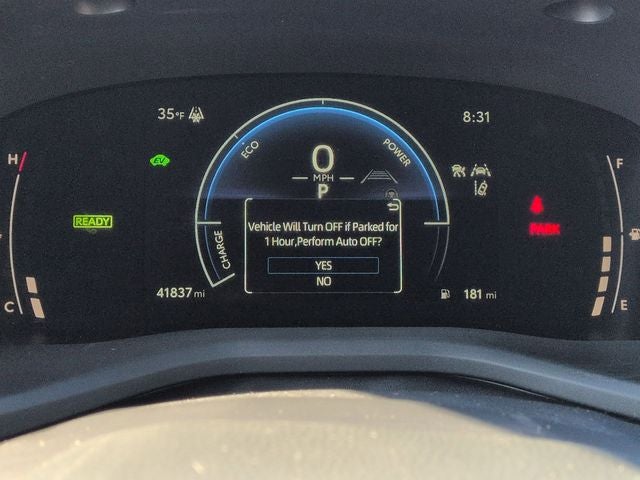 35°F
8:31
H
EV
ECO
POWER
0
MPH
P
F
READY
PARK
Vehicle Will Turn OFF if Parked for
1 Hour,Perform Auto OFF?
YES
NO
CHARGE
C
41837 mi
181 mi
E